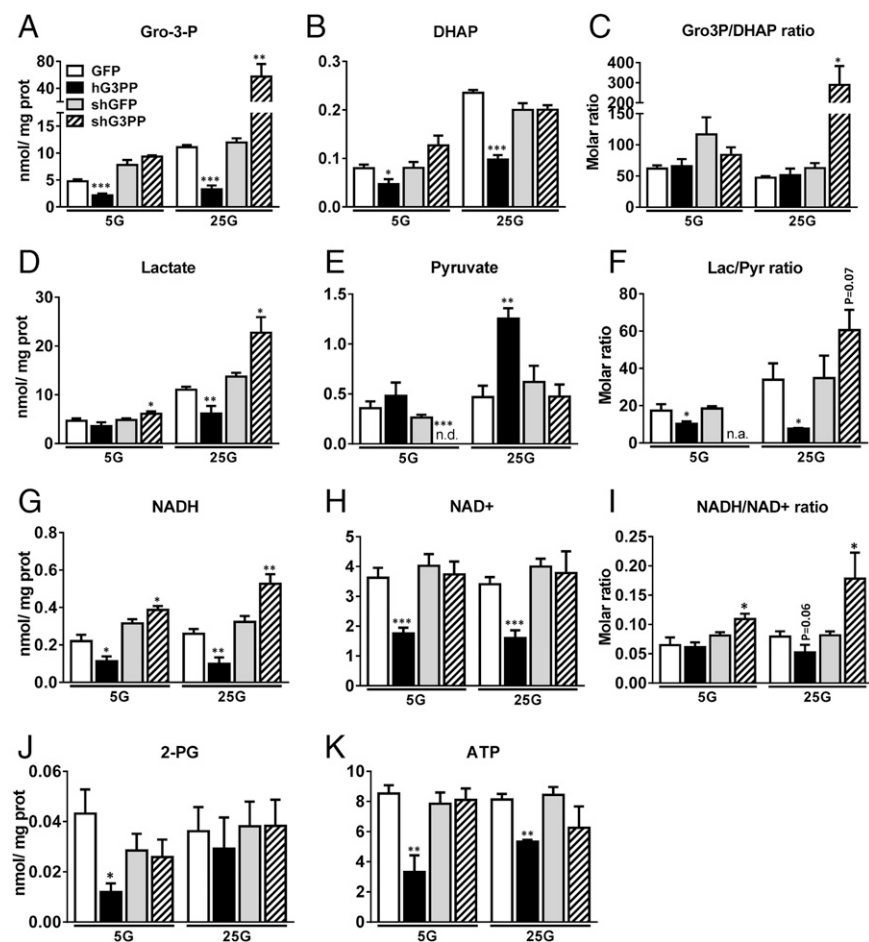 A
Gro-3-P
nmol/ mg prot
100
80
60
40
20
15
10
5
0
GFP
hG3PP
shGFP
shG3PP
***
***
**
5G
25G
B
DHAP
0.3
0.2
0.1
0.0
*
***
5G
25G
C
Gro3P/DHAP ratio
Molar ratio
400
300
200
150
100
50
0
*
5G
25G
D
Lactate
nmol/ mg prot
30
20
10
0
*
**
*
5G
25G
E
Pyruvate
1.5
1.0
0.5
0.0
***
n.d.
**
5G
25G
F
Lac/Pyr ratio
Molar ratio
80
60
40
20
0
*
n.a.
*
P=0.07
5G
25G
G
NADH
nmol/ mg prot
0.8
0.6
0.4
0.2
0.0
*
*
**
**
5G
25G
H
NAD+
5
4
3
2
1
0
***
***
5G
25G
I
NADH/NAD+ ratio
Molar ratio
0.25
0.20
0.15
0.10
0.05
0.00
*
P=0.06
*
5G
25G
J
2-PG
nmol/ mg prot
0.06
0.04
0.02
0.00
*
5G
25G
K
ATP
10
8
6
4
2
0
**
**
5G
25G